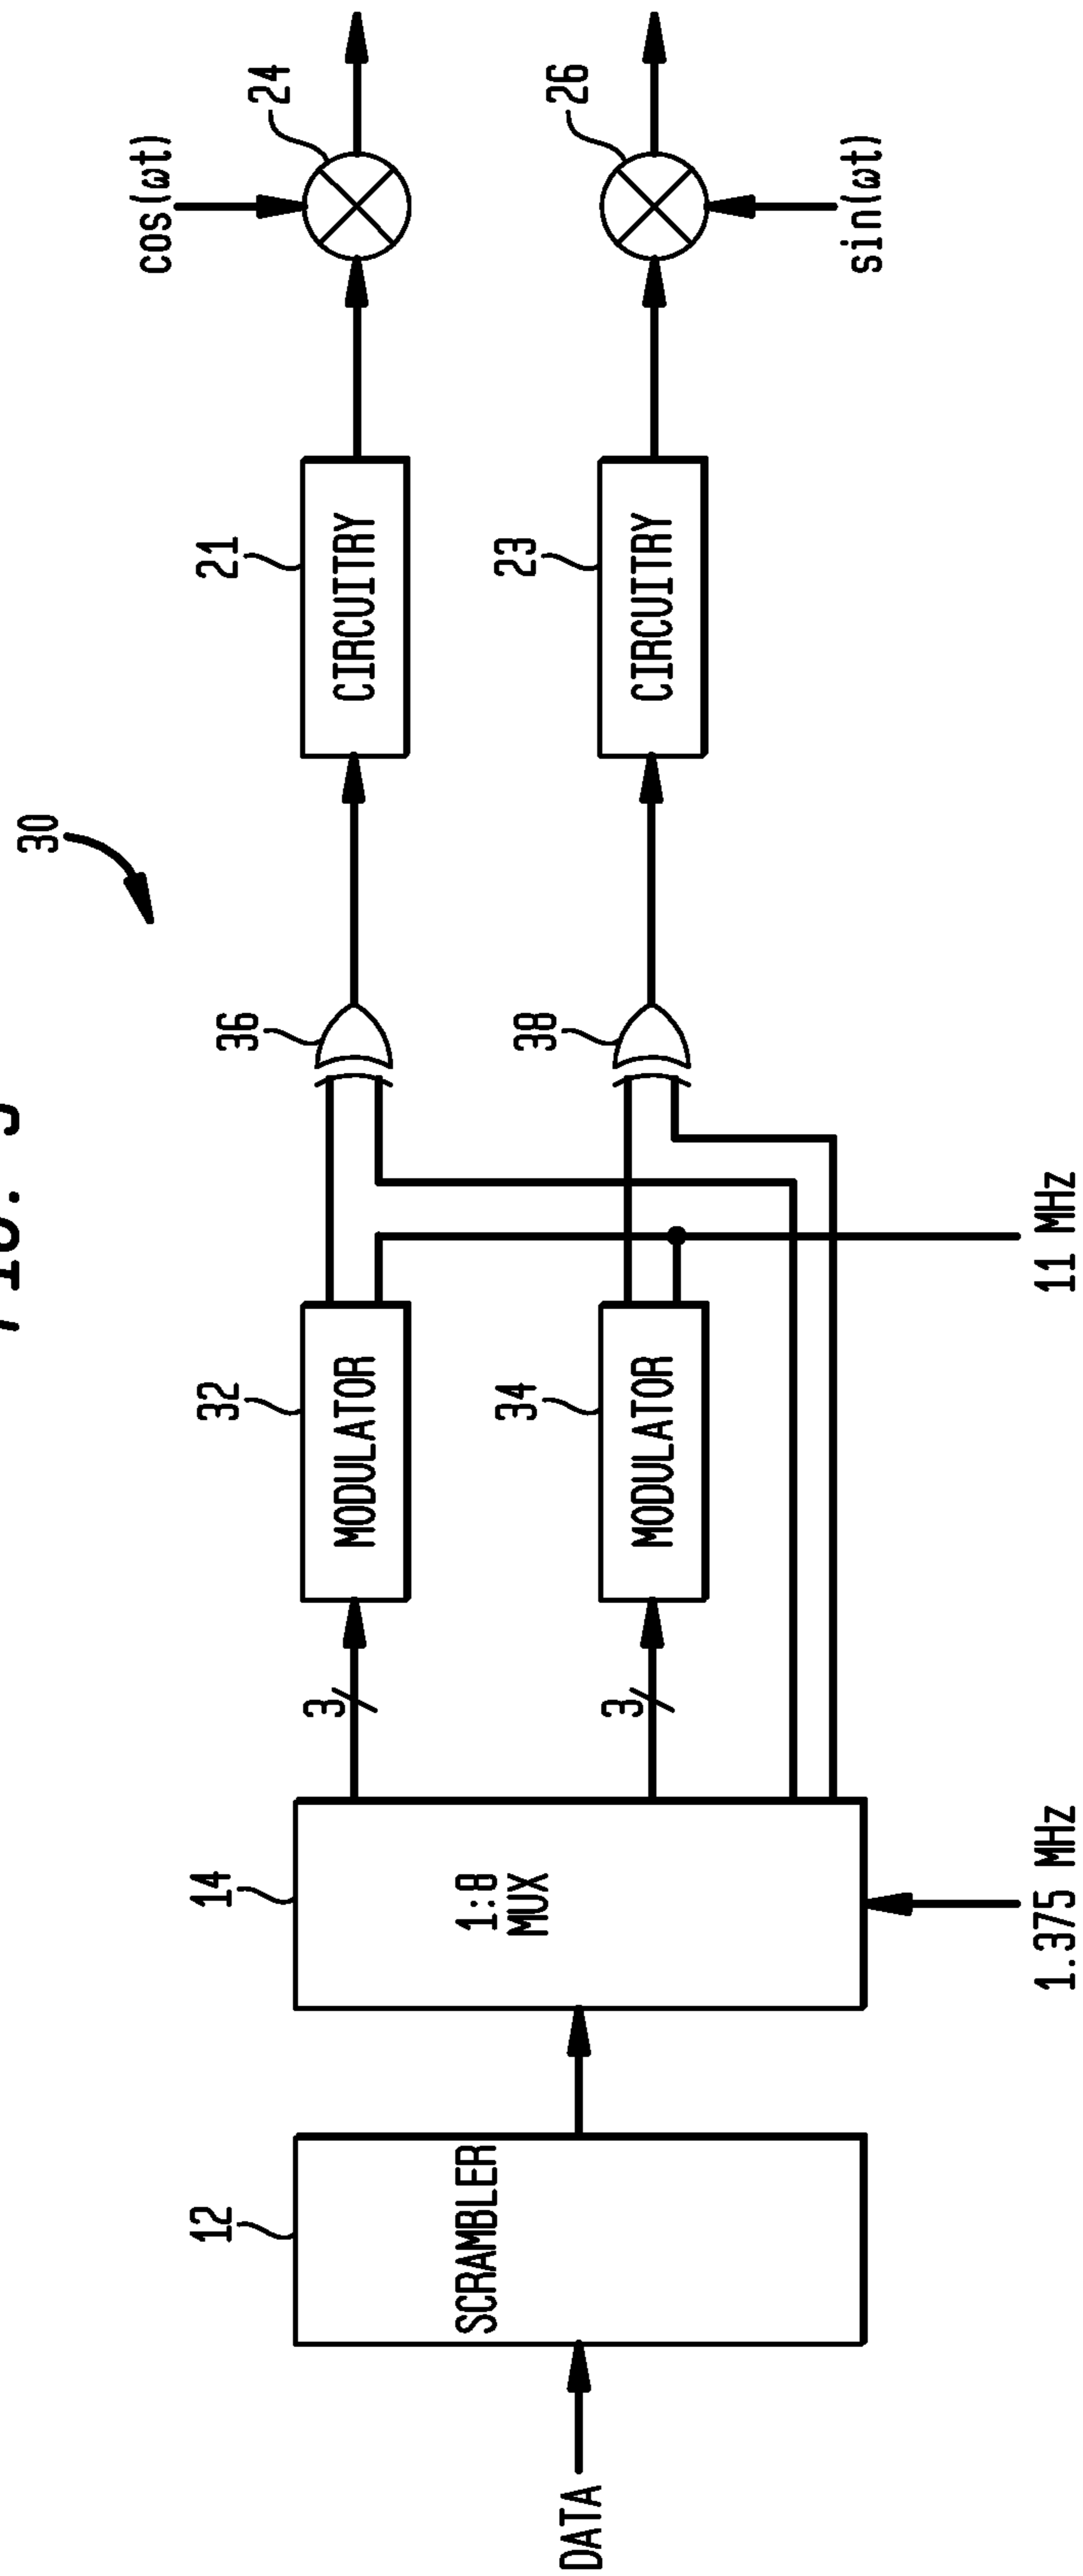 30
DATA
12
SCRAMBLER
14
1:8
MUX
1.375 MHz
3
3
32
MODULATOR
34
MODULATOR
11 MHz
36
38
21
CIRCUITRY
23
CIRCUITRY
cos(ωt)
24
26
sin(ωt)